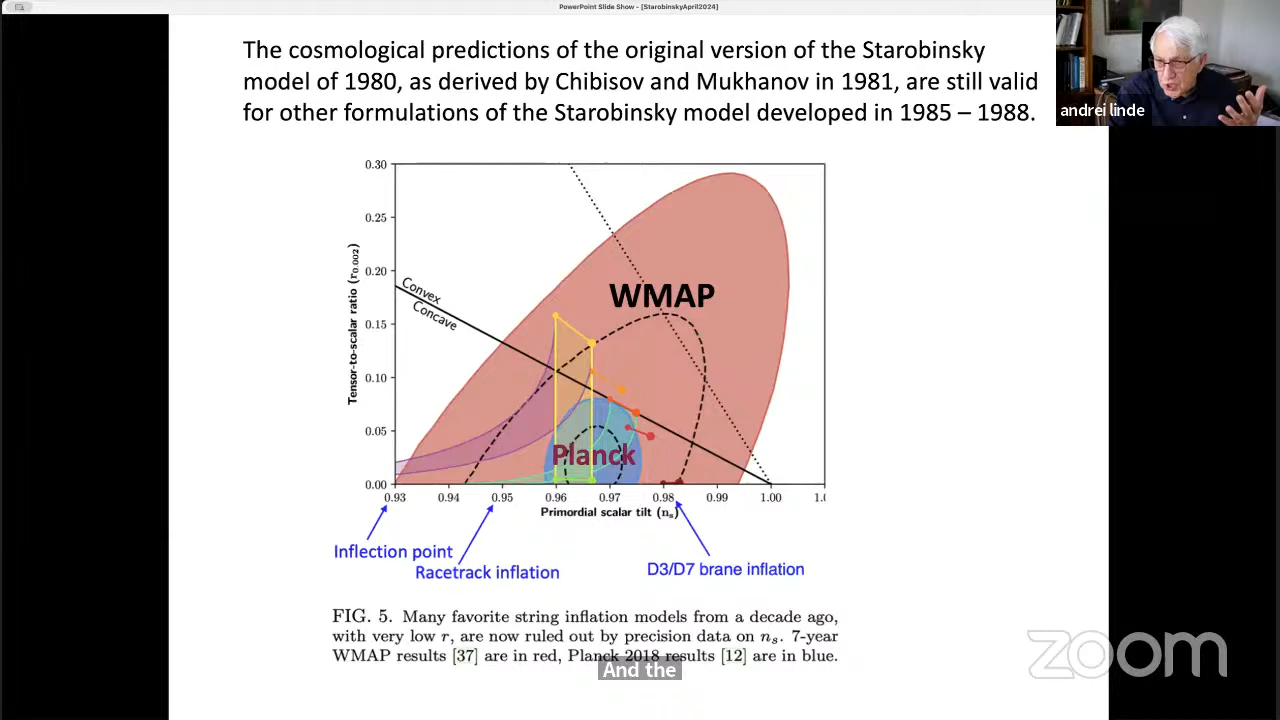 PowerPoint Slide Show - [StarobinskyApril2024]
The cosmological predictions of the original version of the Starobinsky
model of 1980, as derived by Chibisov and Mukhanov in 1981, are still valid
for other formulations of the Starobinsky model developed in 1985 – 1988.
andrei linde
0.30
0.25
0.20
0.15
0.10
0.05
0.00
Tensor-to-scalar ratio (r0.002)
Convex
Concave
WMAP
Planck
0.93 0.94 0.95 0.96 0.97 0.98 0.99 1.00 1.0
Primordial scalar tilt (ns)
Inflection point
Racetrack inflation
D3/D7 brane inflation
FIG. 5. Many favorite string inflation models from a decade ago,
with very low r, are now ruled out by precision data on ns. 7-year
WMAP results [37] are in red, Planck 2018 results [12] are in blue.
And the
zoom